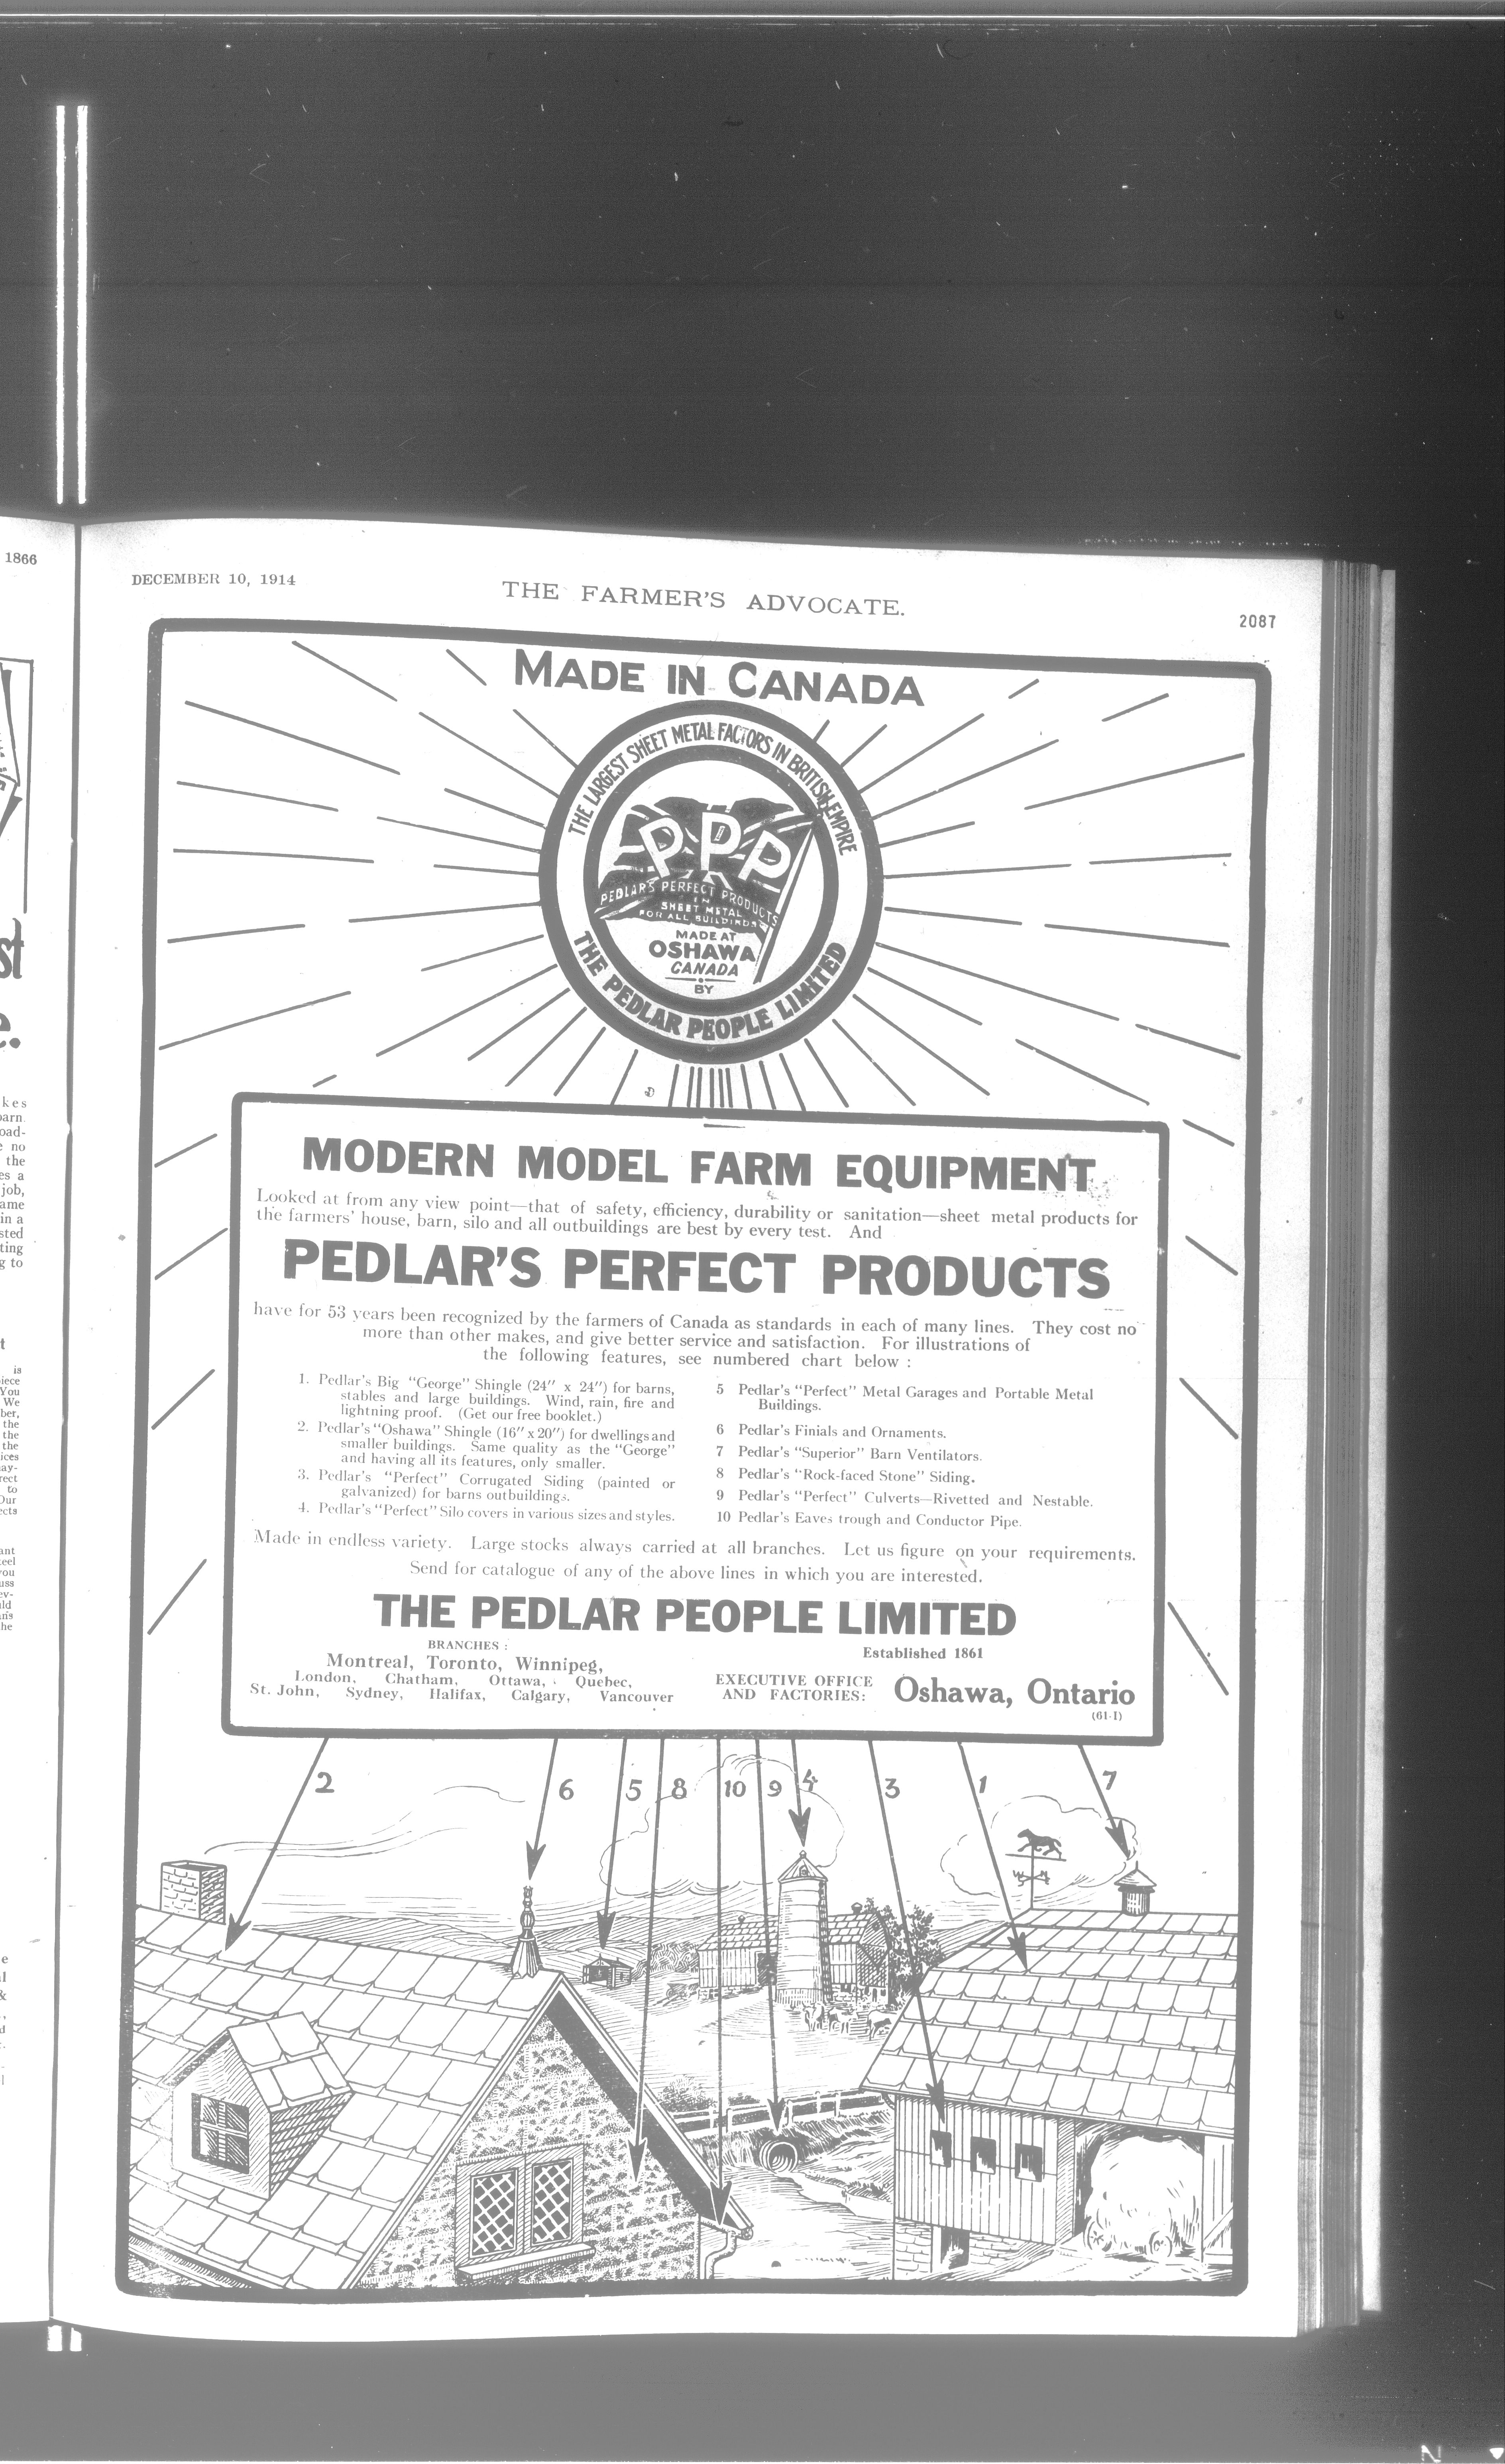 1866
DECEMBER 10, 1914
THE FARMER'S ADVOCATE.
2087
MADE IN CANADA
THE LARGEST SHEET METAL FACTORS IN BRITISH EMPIRE
PPP
PEDLAR'S PERFECT PRODUCTS
IN
SHEET METAL
FOR ALL BUILDINGS
MADE AT
OSHAWA
CANADA
BY
THE PEDLAR PEOPLE LIMITED
MODERN MODEL FARM EQUIPMENT
Looked at from any view point—that of safety, efficiency, durability or sanitation—sheet metal products for
the farmers' house, barn, silo and all outbuildings are best by every test. And
PEDLAR'S PERFECT PRODUCTS
have for 53 years been recognized by the farmers of Canada as standards in each of many lines. They cost no
more than other makes, and give better service and satisfaction. For illustrations of
the following features, see numbered chart below :
1. Pedlar's Big "George" Shingle (24" x 24") for barns,
stables and large buildings. Wind, rain, fire and
lightning proof. (Get our free booklet.)
2. Pedlar's "Oshawa" Shingle (16" x 20") for dwellings and
smaller buildings. Same quality as the "George"
and having all its features, only smaller.
3. Pedlar's "Perfect" Corrugated Siding (painted or
galvanized) for barns outbuildings.
4. Pedlar's "Perfect" Silo covers in various sizes and styles.
5 Pedlar's "Perfect" Metal Garages and Portable Metal
Buildings.
6 Pedlar's Finials and Ornaments.
7 Pedlar's "Superior" Barn Ventilators.
8 Pedlar's "Rock-faced Stone" Siding.
9 Pedlar's "Perfect" Culverts—Rivetted and Nestable.
10 Pedlar's Eaves trough and Conductor Pipe.
Made in endless variety. Large stocks always carried at all branches. Let us figure on your requirements.
Send for catalogue of any of the above lines in which you are interested.
THE PEDLAR PEOPLE LIMITED
BRANCHES :
Montreal, Toronto, Winnipeg,
London, Chatham, Ottawa, Quebec,
St. John, Sydney, Halifax, Calgary, Vancouver
Established 1861
EXECUTIVE OFFICE
AND FACTORIES:
Oshawa, Ontario
(61-I)
2 6 5 8 10 9 4 3 1 7
W N
S